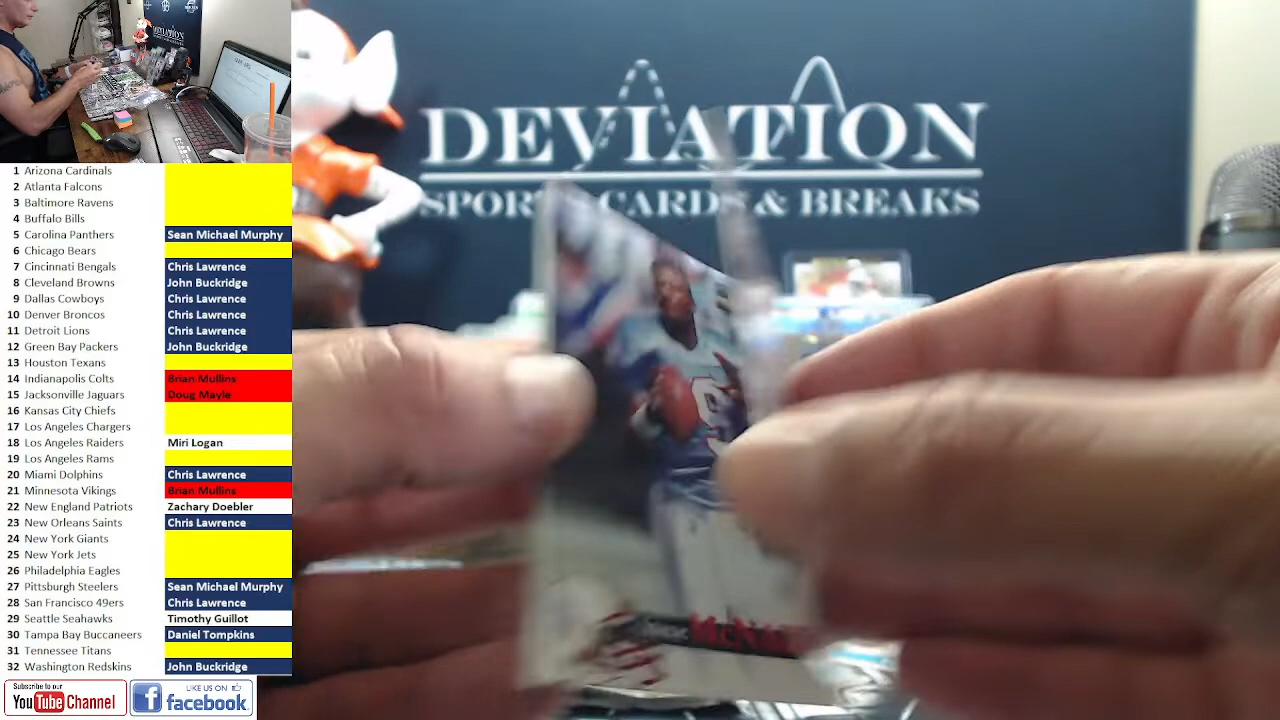 DEVIATION
SPORTS CARDS & BREAKS
1 Arizona Cardinals
2 Atlanta Falcons
3 Baltimore Ravens
4 Buffalo Bills
5 Carolina Panthers Sean Michael Murphy
6 Chicago Bears
7 Cincinnati Bengals Chris Lawrence
8 Cleveland Browns John Buckridge
9 Dallas Cowboys Chris Lawrence
10 Denver Broncos Chris Lawrence
11 Detroit Lions Chris Lawrence
12 Green Bay Packers John Buckridge
13 Houston Texans
14 Indianapolis Colts Brian Mullins
15 Jacksonville Jaguars Doug Mayle
16 Kansas City Chiefs
17 Los Angeles Chargers
18 Los Angeles Raiders Miri Logan
19 Los Angeles Rams
20 Miami Dolphins Chris Lawrence
21 Minnesota Vikings Brian Mullins
22 New England Patriots Zachary Doebler
23 New Orleans Saints Chris Lawrence
24 New York Giants
25 New York Jets
26 Philadelphia Eagles
27 Pittsburgh Steelers Sean Michael Murphy
28 San Francisco 49ers Chris Lawrence
29 Seattle Seahawks Timothy Guillot
30 Tampa Bay Buccaneers Daniel Tompkins
31 Tennessee Titans
32 Washington Redskins John Buckridge
Subscribe to our
YouTube Channel
LIKE US ON
facebook